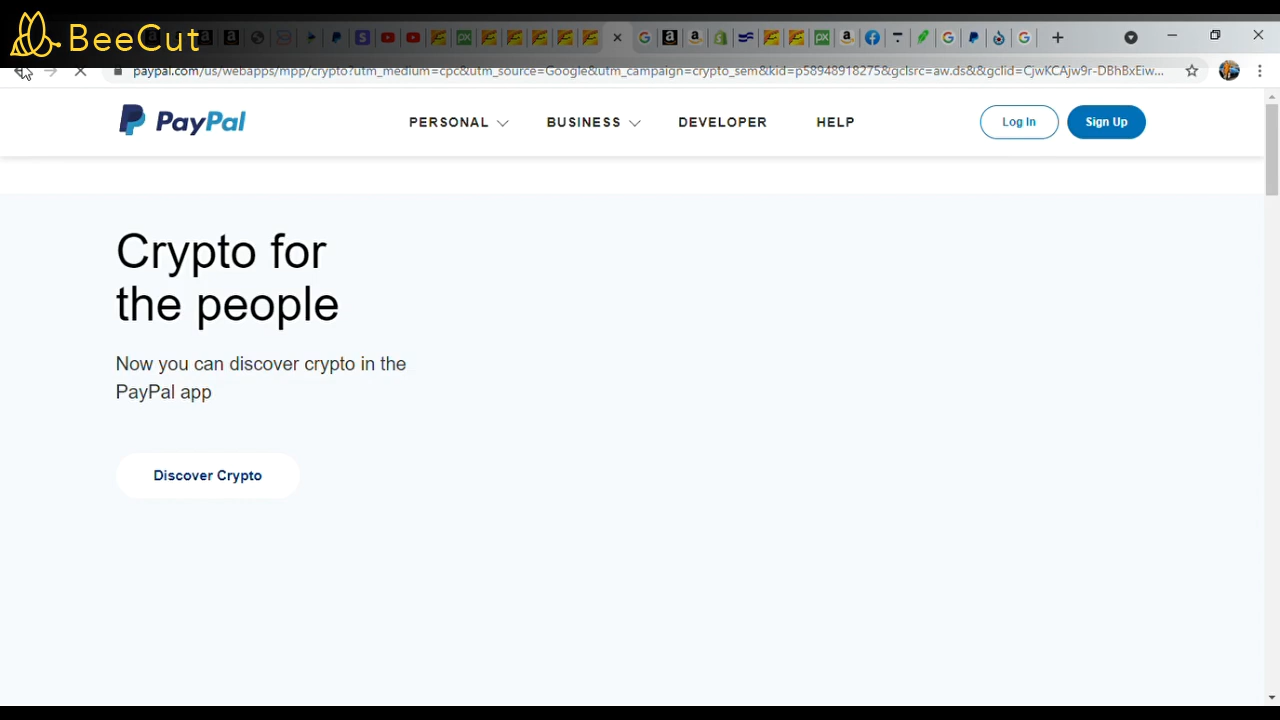 BeeCut
paypal.com/us/webapps/mpp/crypto?utm_medium=cpc&utm_source=Google&utm_campaign=crypto_sem&kid=p58948918275&gclsrc=aw.ds&&gclid=CjwKCAjw9r-DBhBxEiw...
PayPal
PERSONAL BUSINESS DEVELOPER HELP
Log In Sign Up
Crypto for
the people
Now you can discover crypto in the
PayPal app
Discover Crypto